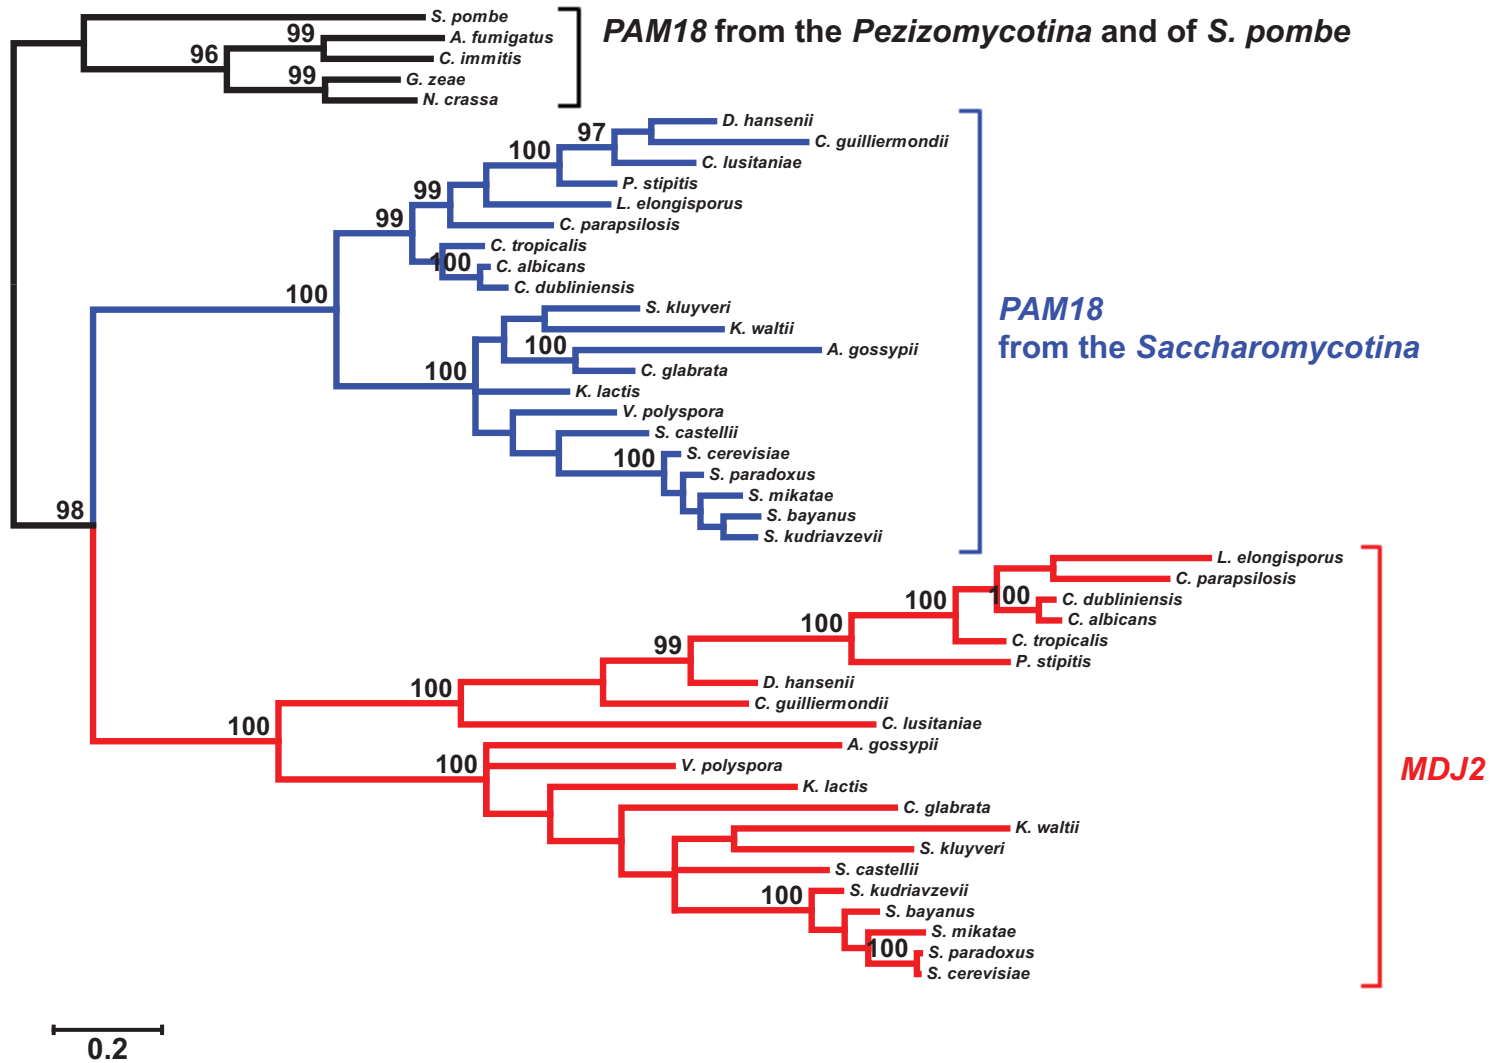 S. pombe
99 A. fumigatus
96 C. immitis
99 G. zeae
N. crassa
PAM18 from the Pezizomycotina and of S. pombe
D. hansenii
97 C. guilliermondii
100 C. lusitaniae
P. stipitis
99 L. elongisporus
99 C. parapsilosis
C. tropicalis
100 C. albicans
C. dubliniensis
100 S. kluyveri
K. waltii
100 A. gossypii
100 C. glabrata
K. lactis
V. polyspora
S. castellii
100 S. cerevisiae
S. paradoxus
S. mikatae
S. bayanus
S. kudriavzevii
PAM18
from the Saccharomycotina
98
L. elongisporus
C. parapsilosis
100 C. dubliniensis
100 C. albicans
100 C. tropicalis
99 P. stipitis
100 D. hansenii
C. guilliermondii
100 C. lusitaniae
A. gossypii
100 V. polyspora
K. lactis
C. glabrata
K. waltii
S. kluyveri
S. castellii
100 S. kudriavzevii
S. bayanus
S. mikatae
100 S. paradoxus
S. cerevisiae
MDJ2
0.2